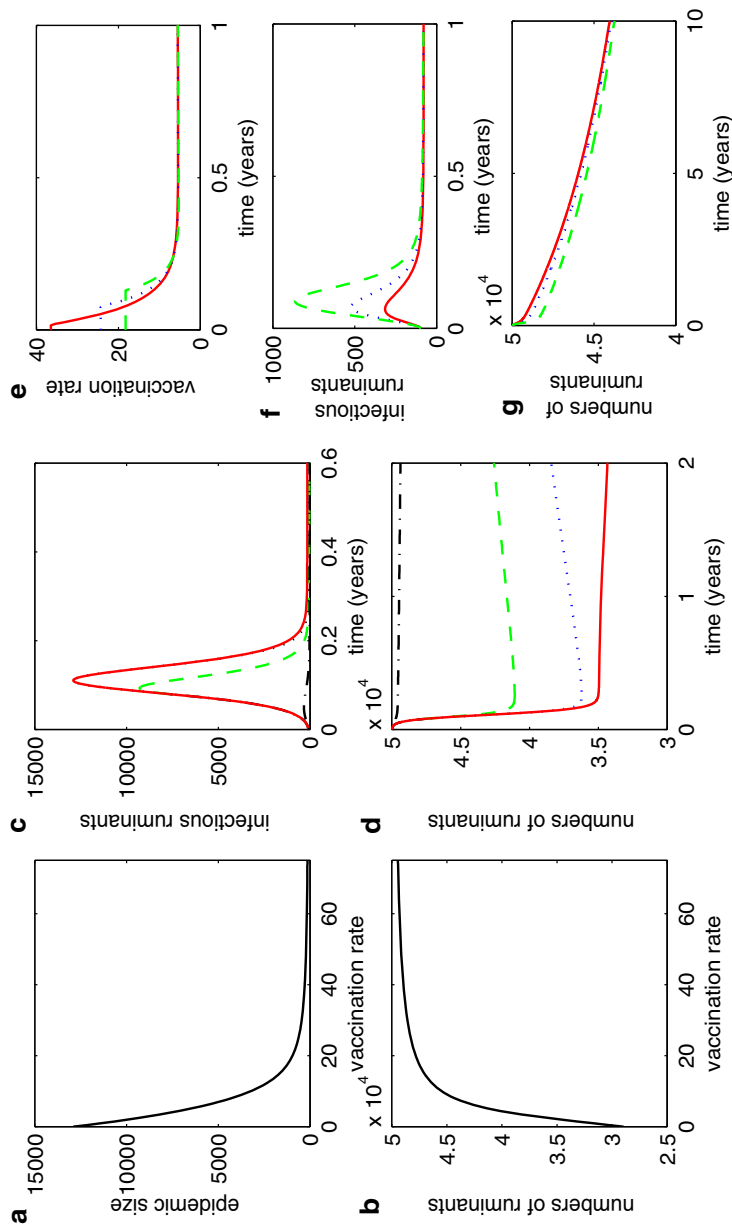 a
15000
10000
5000
0
epidemic size
0
20
40
60
vaccination rate
b
x 10^4
5
4.5
4
3.5
3
2.5
numbers of ruminants
0
20
40
60
vaccination rate
c
15000
10000
5000
0
infectious ruminants
0
0.2
0.4
0.6
time (years)
d
x 10^4
5
4.5
4
3.5
3
numbers of ruminants
0
1
2
time (years)
e
40
20
0
vaccination rate
0
0.5
1
time (years)
f
1000
500
0
infectious
ruminants
0
0.5
1
time (years)
g
x 10^4
5
4.5
4
numbers of
ruminants
0
5
10
time (years)